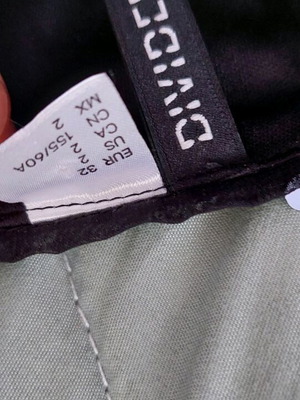 DIVIDED
EUR 32
US 2
CA 2
CN 155/60A
MX 2